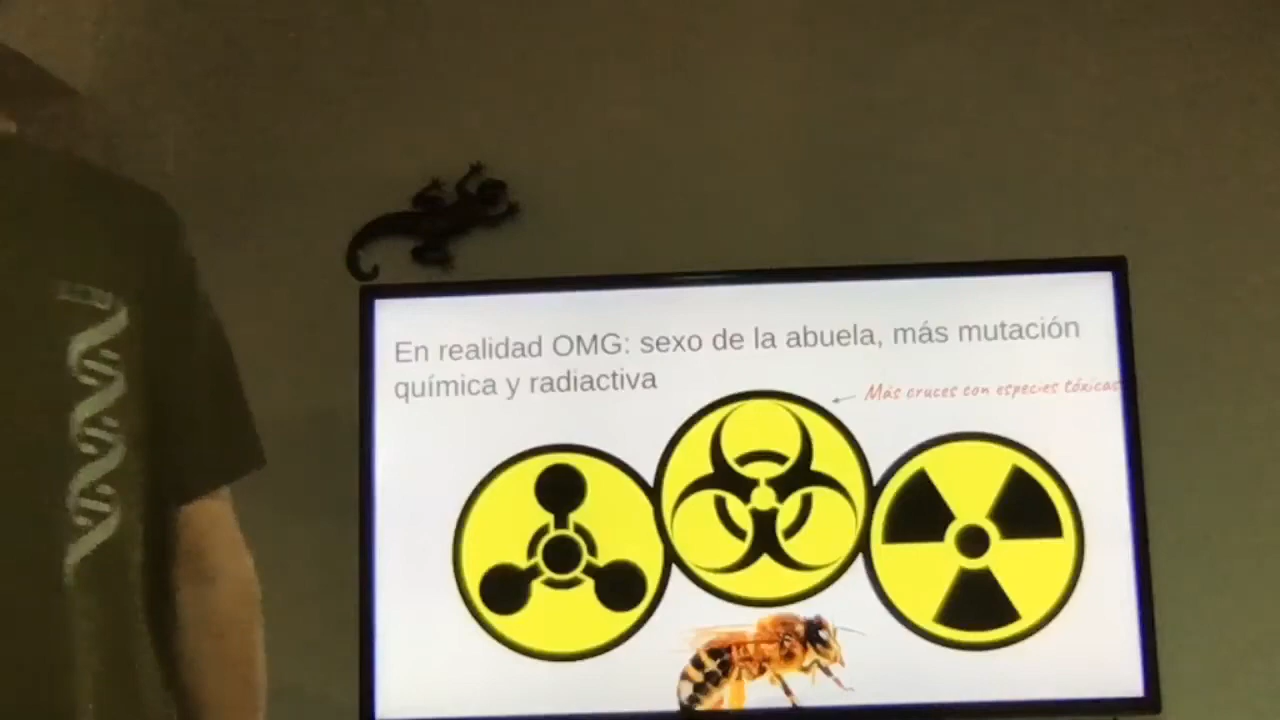 En realidad OMG: sexo de la abuela, más mutación
química y radiactiva
Más cruces con especies tóxicas